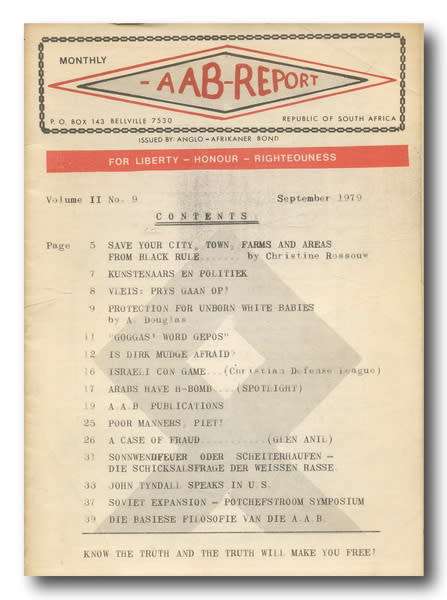 MONTHLY
-AAB-REPORT
P. O. BOX 143 BELLVILLE 7530
REPUBLIC OF SOUTH AFRICA
ISSUED BY: ANGLO-AFRIKANER BOND
FOR LIBERTY - HONOUR - RIGHTEOUNESS
Volume II No. 9 September 1979
CONTENTS
Page 5 SAVE YOUR CITY, TOWN, FARMS AND AREAS
FROM BLACK RULE....... by Christine Rossouw
7 KUNSTENAARS EN POLITIEK
8 VLEIS: PRYS GAAN OP!
9 PROTECTION FOR UNBORN WHITE BABIES
by A. Douglas
11 "GOGGAS' WORD GEPOS"
12 IS DIRK MUDGE AFRAID?
16 ISRAELI CON GAME...(Christian Defense League)
17 ARABS HAVE H-BOMB....(SPOTLIGHT)
19 A.A.B. PUBLICATIONS
25 POOR MANNERS, PIET!
26 A CASE OF FRAUD..........(GLEN ANIL)
31 SONNWENDFEUER ODER SCHEITERHAUFEN -
DIE SCHICKSALSFRAGE DER WEISSEN RASSE.
33 JOHN TYNDALL SPEAKS IN U.S.
37 SOVIET EXPANSION - POTCHEFSTROOM SYMPOSIUM
39 DIE BASIESE FILOSOFIE VAN DIE A.A.B.
KNOW THE TRUTH AND THE TRUTH WILL MAKE YOU FREE!